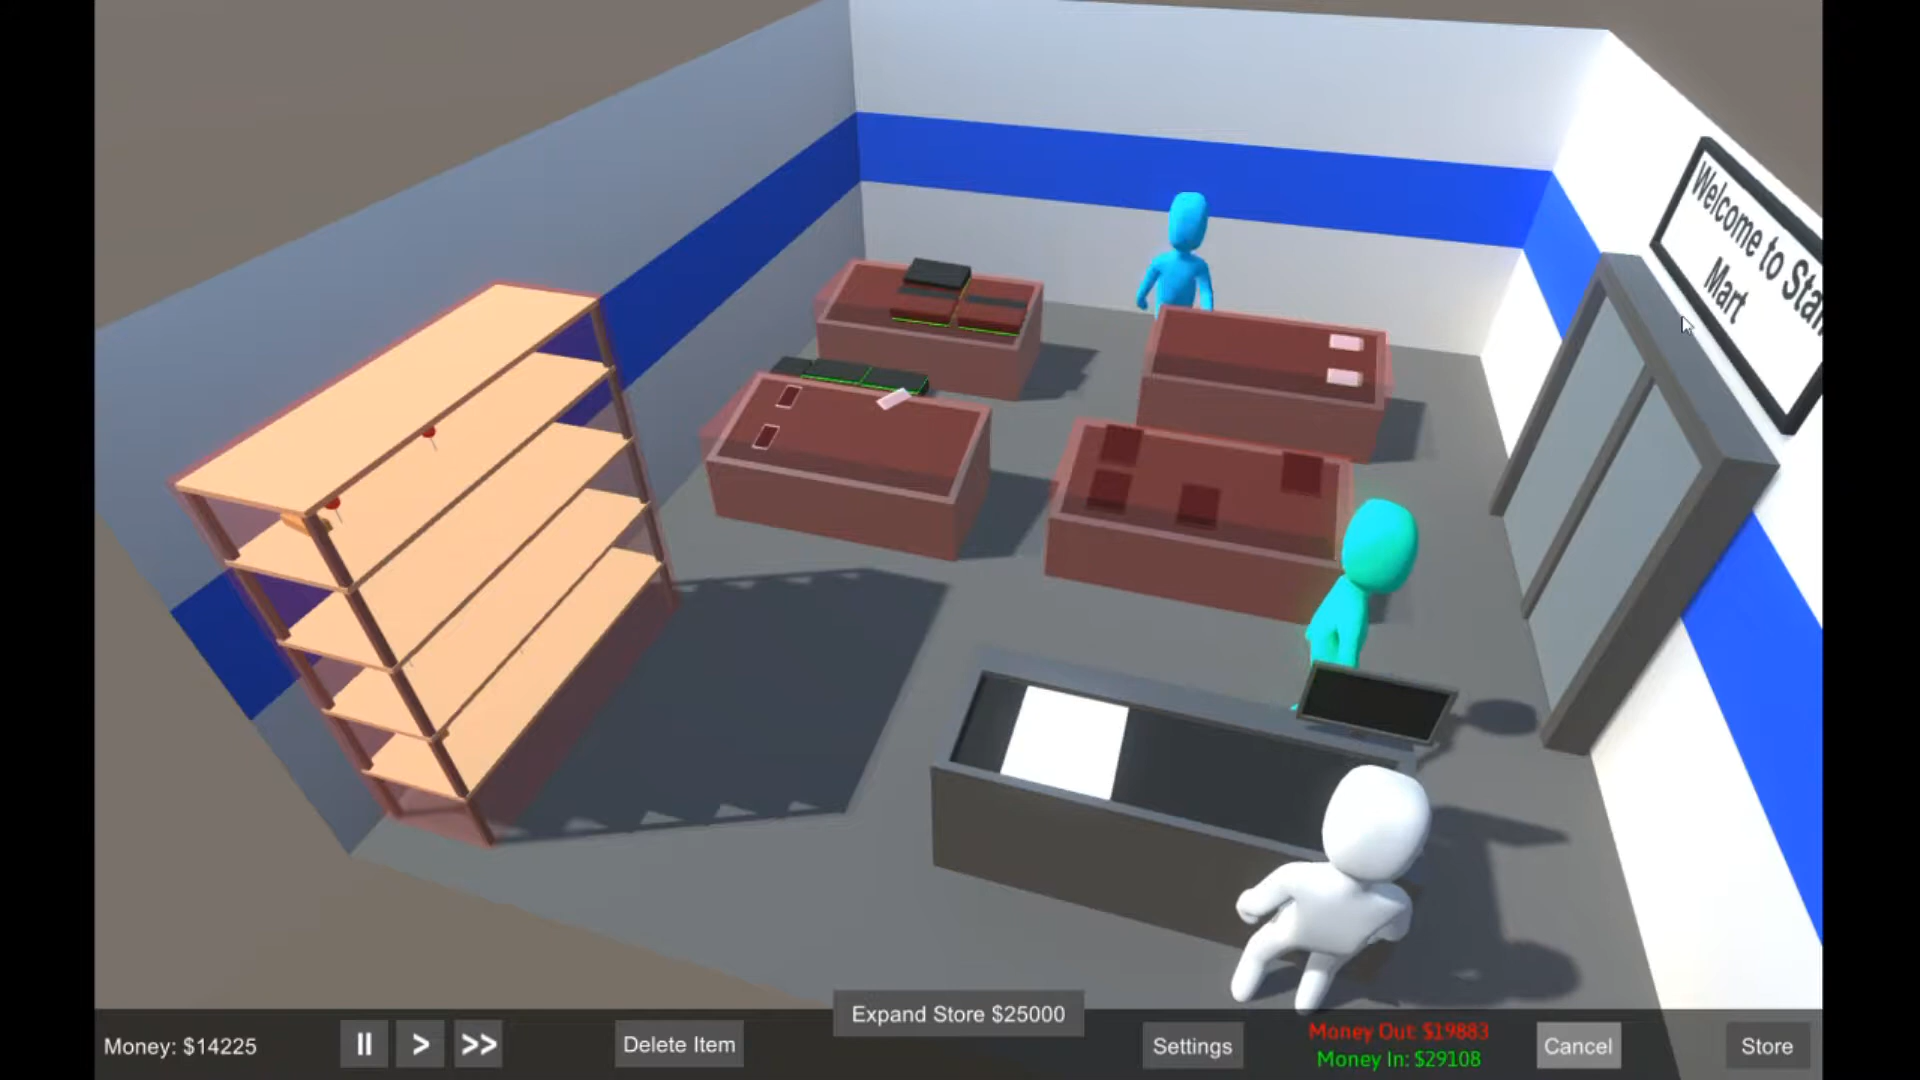 Welcome to
Mart
Expand Store $25000
Money: $14225
>
>>
Delete Item
Settings
Money Out: $19883
Money In: $29108
Cancel
Store